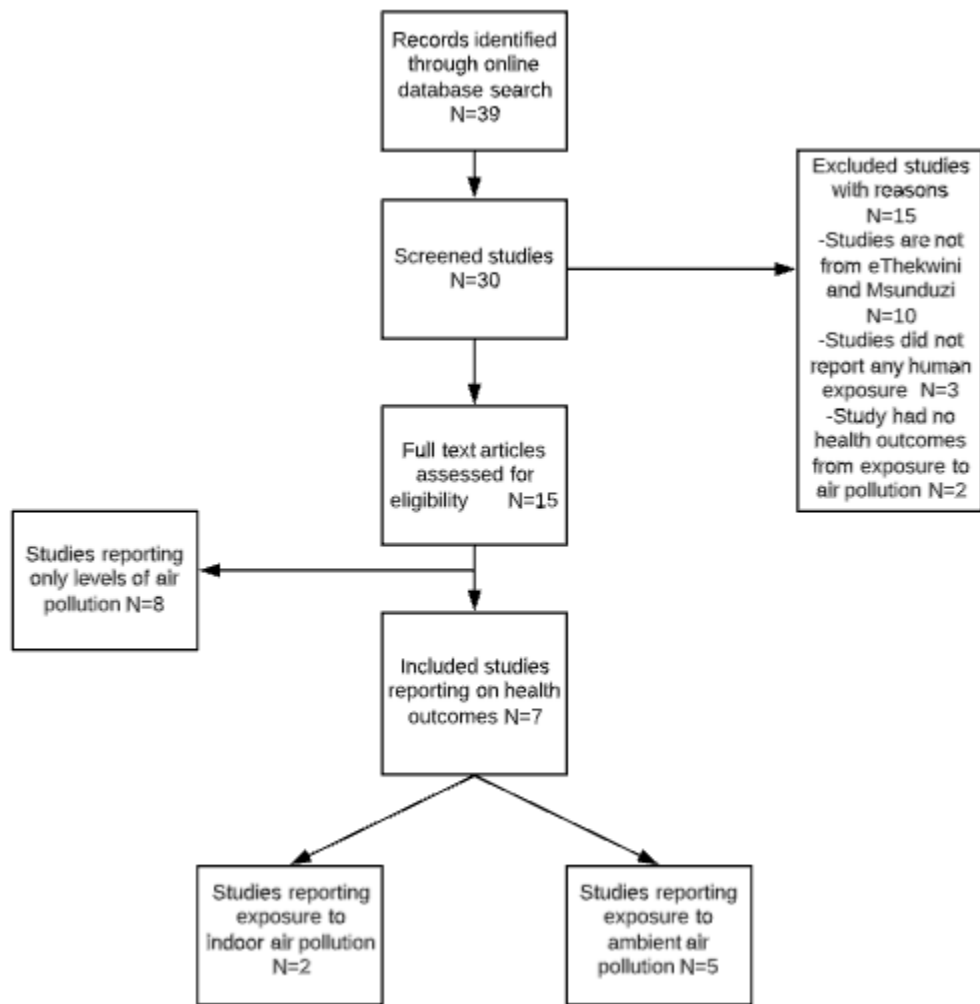 Records identified
through online
database search
N=39
Screened studies
N=30
Excluded studies
with reasons
N=15
-Studies are not
from eThekwini
and Msunduzi
N=10
-Studies did not
report any human
exposure N=3
-Study had no
health outcomes
from exposure to
air pollution N=2
Full text articles
assessed for
eligibility N=15
Studies reporting
only levels of air
pollution N=8
Included studies
reporting on health
outcomes N=7
Studies reporting
exposure to
indoor air pollution
N=2
Studies reporting
exposure to
ambient air
pollution N=5